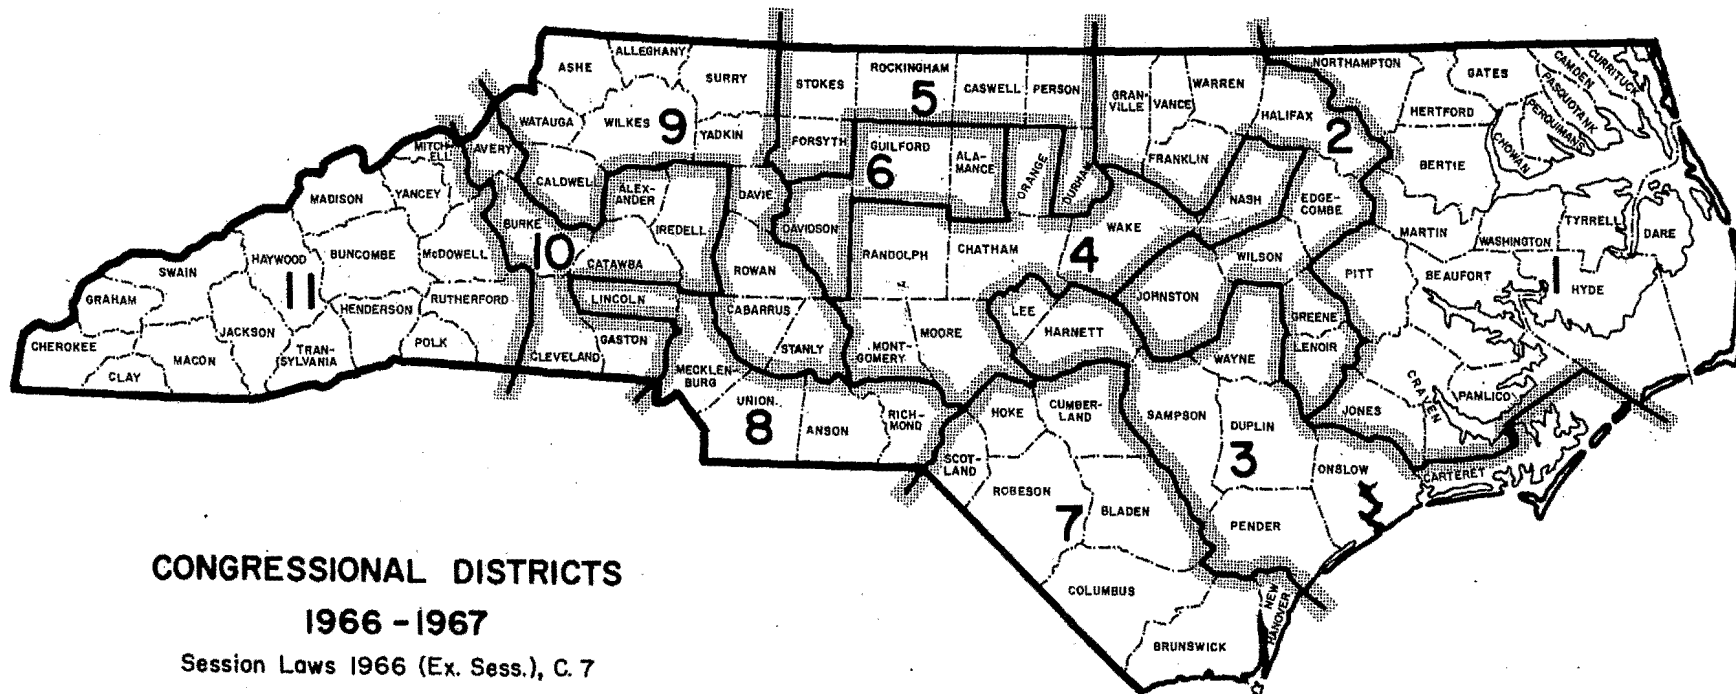 ALLEGHANY
ASHE
SURRY
STOKES
ROCKINGHAM
CASWELL
PERSON
GRAN-
VILLE
VANCE
WARREN
NORTHAMPTON
GATES
CAMDEN
CURRITUCK
PASQUOTANK
PERQUIMANS
CHOWAN
HERTFORD
HALIFAX
WATAUGA
WILKES
9
YADKIN
FORSYTH
5
GUILFORD
6
ALA-
MANCE
ORANGE
DURHAM
FRANKLIN
2
BERTIE
MITCH-
ELL
AVERY
CALDWELL
ALEX-
ANDER
DAVIE
NASH
EDGE-
COMBE
MADISON
YANCEY
BURKE
IREDELL
DAVIDSON
WAKE
MARTIN
WASHINGTON
TYRRELL
DARE
BUNCOMBE
McDOWELL
10
CATAWBA
ROWAN
RANDOLPH
CHATHAM
4
WILSON
PITT
BEAUFORT
1
HYDE
SWAIN
HAYWOOD
GRAHAM
11
RUTHERFORD
LINCOLN
CABARRUS
LEE
JOHNSTON
HENDERSON
GREENE
CHEROKEE
JACKSON
MACON
TRAN-
SYLVANIA
POLK
CLEVELAND
GASTON
STANLY
MONT-
GOMERY
MOORE
HARNETT
WAYNE
LENOIR
CLAY
MECKLEN-
BURG
UNION
8
ANSON
RICH-
MOND
HOKE
CUMBER-
LAND
SAMPSON
DUPLIN
JONES
CRAVEN
PAMLICO
3
SCOT-
LAND
ONSLOW
CARTERET
ROBESON
7
BLADEN
PENDER
COLUMBUS
NEW
HANOVER
BRUNSWICK
CONGRESSIONAL DISTRICTS
1966 - 1967
Session Laws 1966 (Ex. Sess.), C. 7